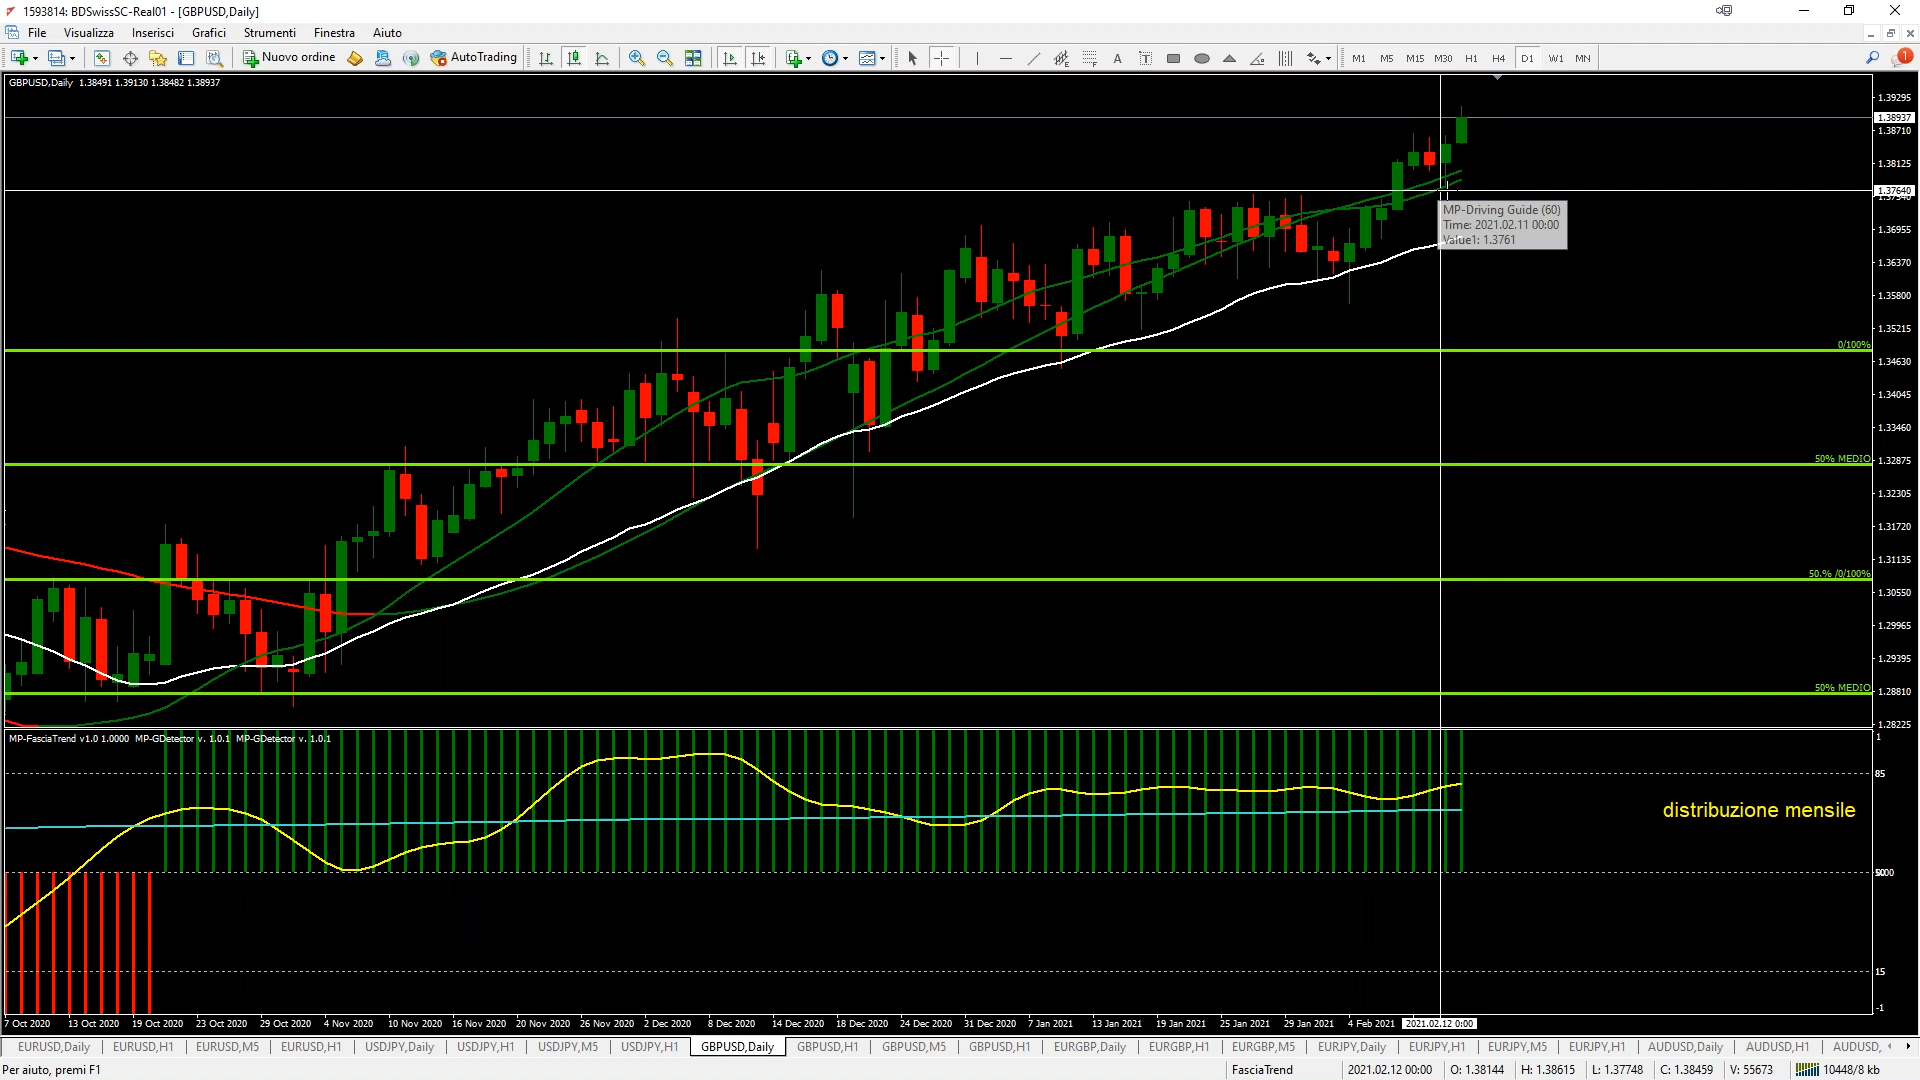 1593814: BDSwissSC-Real01 - [GBPUSD,Daily]
File Visualizza Inserisci Grafici Strumenti Finestra Aiuto
Nuovo ordine AutoTrading A T M1 M5 M15 M30 H1 H4 D1 W1 MN 1
GBPUSD,Daily 1.38491 1.39130 1.38482 1.38937
1.39295
1.38937
1.38710
1.38125
1.37640
1.37540
MP-Driving Guide (60)
Time: 2021.02.11 00:00
Value1: 1.3761
1.36955
1.36370
1.35800
1.35215
0/100%
1.34630
1.34045
1.33460
50% MEDIO
1.32875
1.32305
1.31720
1.31135
50.% /0/100%
1.30550
1.29965
1.29395
50% MEDIO
1.28810
1.28225
MP-FasciaTrend v1.0 1.0000 MP-GDetector v. 1.0.1 MP-GDetector v. 1.0.1
1
85
distribuzione mensile
15
-1
7 Oct 2020 13 Oct 2020 19 Oct 2020 23 Oct 2020 29 Oct 2020 4 Nov 2020 10 Nov 2020 16 Nov 2020 20 Nov 2020 26 Nov 2020 2 Dec 2020 8 Dec 2020 14 Dec 2020 18 Dec 2020 24 Dec 2020 31 Dec 2020 7 Jan 2021 13 Jan 2021 19 Jan 2021 25 Jan 2021 29 Jan 2021 4 Feb 2021 2021.02.12 0:00
EURUSD,Daily EURUSD,H1 EURUSD,M5 EURUSD,H1 USDJPY,Daily USDJPY,H1 USDJPY,M5 USDJPY,H1 GBPUSD,Daily GBPUSD,H1 GBPUSD,M5 GBPUSD,H1 EURGBP,Daily EURGBP,H1 EURGBP,M5 EURJPY,Daily EURJPY,H1 EURJPY,M5 EURJPY,H1 AUDUSD,Daily AUDUSD,H1 AUDUSD,
Per aiuto, premi F1 FasciaTrend 2021.02.12 00:00 O: 1.38144 H: 1.38615 L: 1.37748 C: 1.38459 V: 55673 10448/8 kb